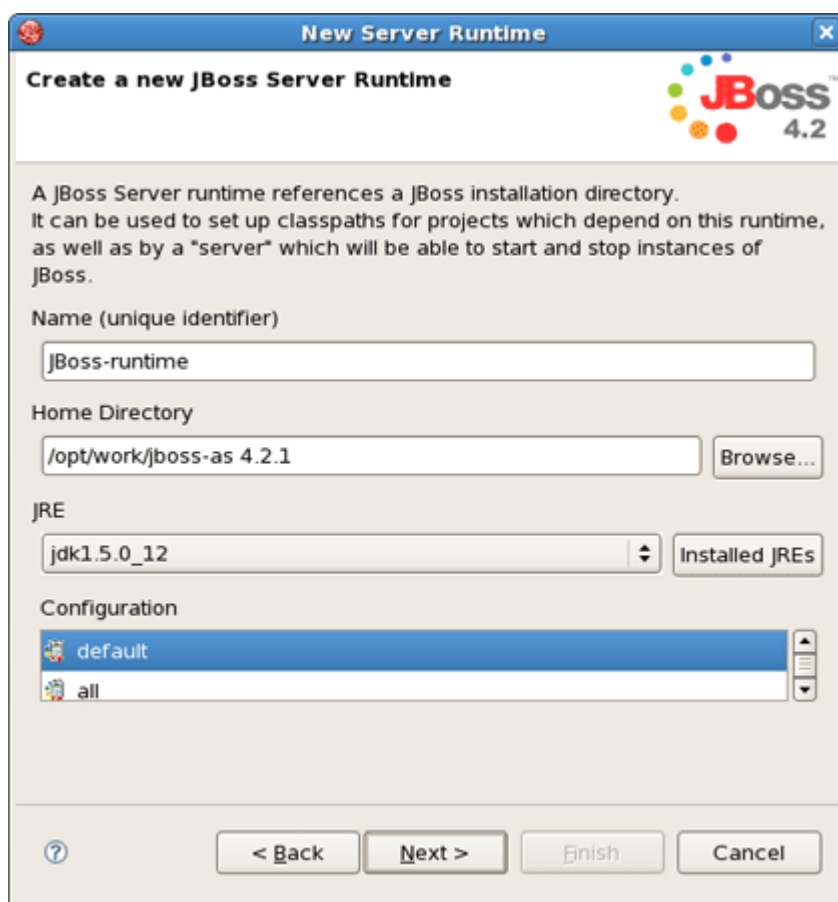 New Server Runtime
Create a new JBoss Server Runtime
JBoss™
4.2
A JBoss Server runtime references a JBoss installation directory.
It can be used to set up classpaths for projects which depend on this runtime,
as well as by a "server" which will be able to start and stop instances of
JBoss.
Name (unique identifier)
JBoss-runtime
Home Directory
/opt/work/jboss-as 4.2.1
Browse...
JRE
jdk1.5.0_12
Installed JREs
Configuration
default
all
< Back
Next >
Finish
Cancel